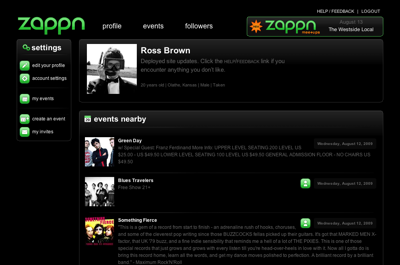 HELP / FEEDBACK | LOGOUT
zappn
profile events followers
zappn
August 15
The Westside Local
settings
edit your profile
account settings
my events
create an event
my invites
Ross Brown
Deployed site updates. Click the HELP/FEEDBACK link if you
encounter anything you don't like.
20 years old | Olathe, Kansas | Male | Taken
events nearby
Green Day
w/ Special Guest Franz Ferdinand More Info: UPPER LEVEL SEATING 200 LEVEL US
$25.00 - US $49.50 LOWER LEVEL SEATING 100 LEVEL US $49.50 GENERAL ADMISSION FLOOR - NO CHAIRS US
$49.50
Wednesday, August 12, 2009
Blues Travelers
Free Show 21+
Wednesday, August 12, 2009
Something Fierce
Wednesday, August 12, 2009
"This is a gem of a record from start to finish - an adrenaline rush of hooks, choruses,
and some of the cleverest pop writing since those BUZZCOCKS fellas picked up their guitars. It's got that MARKED MEN X-
factor, that UK T8 buzz, and a fine India sensibility that reminds me a hell of a lot of THE PIXIES. This is one of those
special records that just grows and grows with every listen til you're head-over-heels in love with it. Now all I gotta do is
bring this record home, learn all the words, and get my dance moves polished to perfection. A brilliant record by a brilliant
band." - Maximum Rock'N'Roll